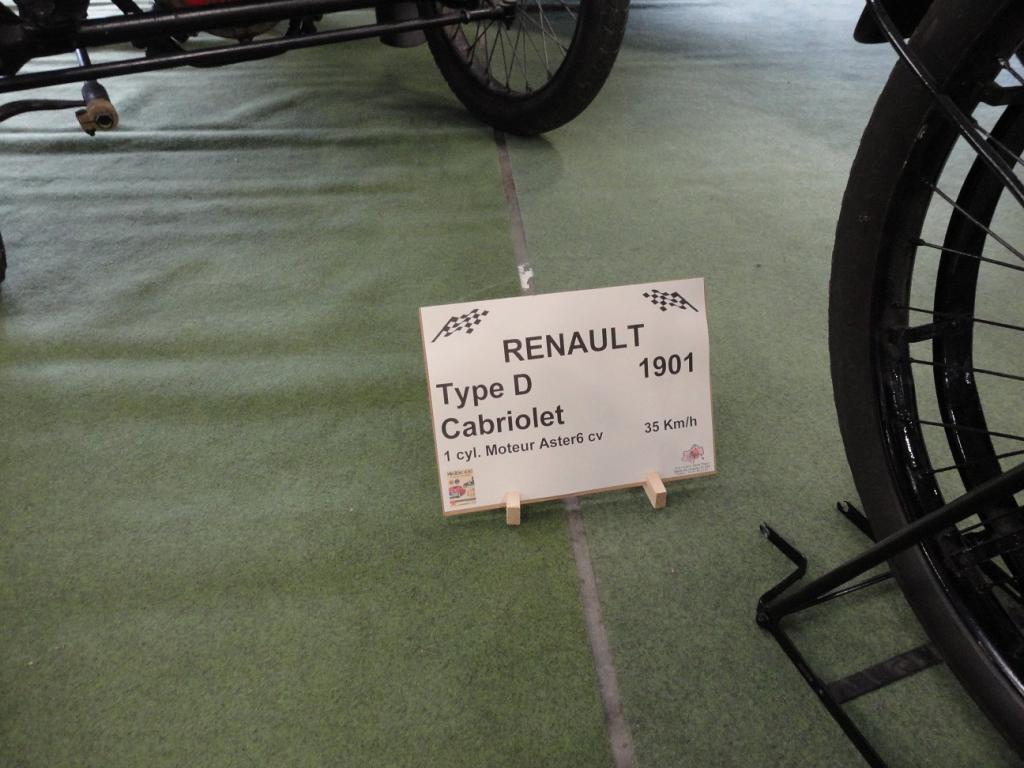 RENAULT
Type D 1901
Cabriolet
1 cyl. Moteur Aster6 cv 35 Km/h